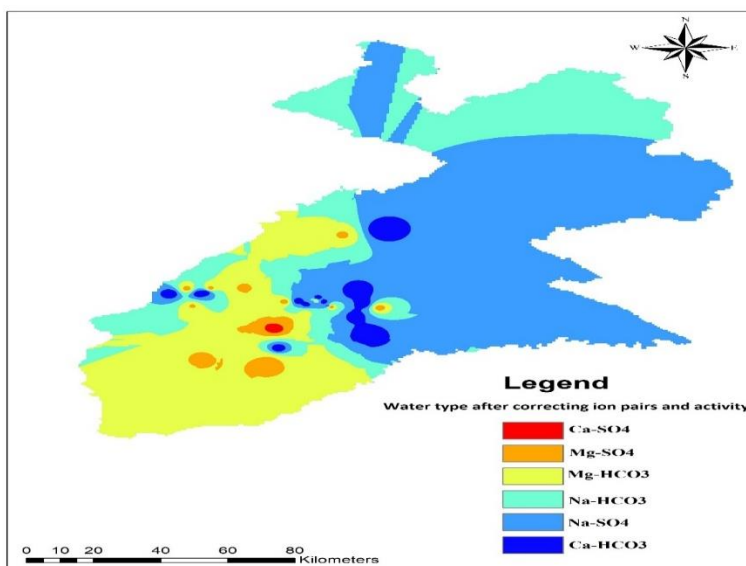 N
W E
S
Legend
Water type after correcting ion pairs and activity
Ca-SO4
Mg-SO4
Mg-HCO3
Na-HCO3
Na-SO4
Ca-HCO3
0 5 10 20 40 60 80
Kilometers